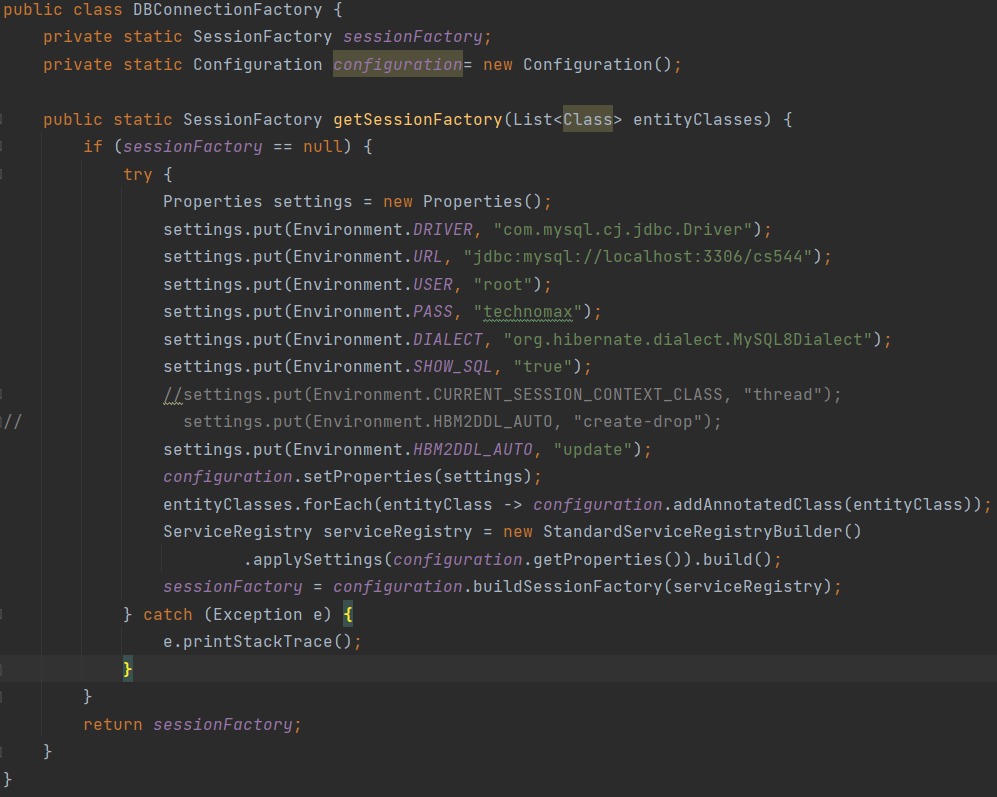 public class DBConnectionFactory {
    private static SessionFactory sessionFactory;
    private static Configuration configuration= new Configuration();

    public static SessionFactory getSessionFactory(List<Class> entityClasses) {
        if (sessionFactory == null) {
            try {
                Properties settings = new Properties();
                settings.put(Environment.DRIVER, "com.mysql.cj.jdbc.Driver");
                settings.put(Environment.URL, "jdbc:mysql://localhost:3306/cs544");
                settings.put(Environment.USER, "root");
                settings.put(Environment.PASS, "technomax");
                settings.put(Environment.DIALECT, "org.hibernate.dialect.MySQL8Dialect");
                settings.put(Environment.SHOW_SQL, "true");
                //settings.put(Environment.CURRENT_SESSION_CONTEXT_CLASS, "thread");
//                settings.put(Environment.HBM2DDL_AUTO, "create-drop");
                settings.put(Environment.HBM2DDL_AUTO, "update");
                configuration.setProperties(settings);
                entityClasses.forEach(entityClass -> configuration.addAnnotatedClass(entityClass));
                ServiceRegistry serviceRegistry = new StandardServiceRegistryBuilder()
                        .applySettings(configuration.getProperties()).build();
                sessionFactory = configuration.buildSessionFactory(serviceRegistry);
            } catch (Exception e) {
                e.printStackTrace();
            }
        }
        return sessionFactory;
    }
}